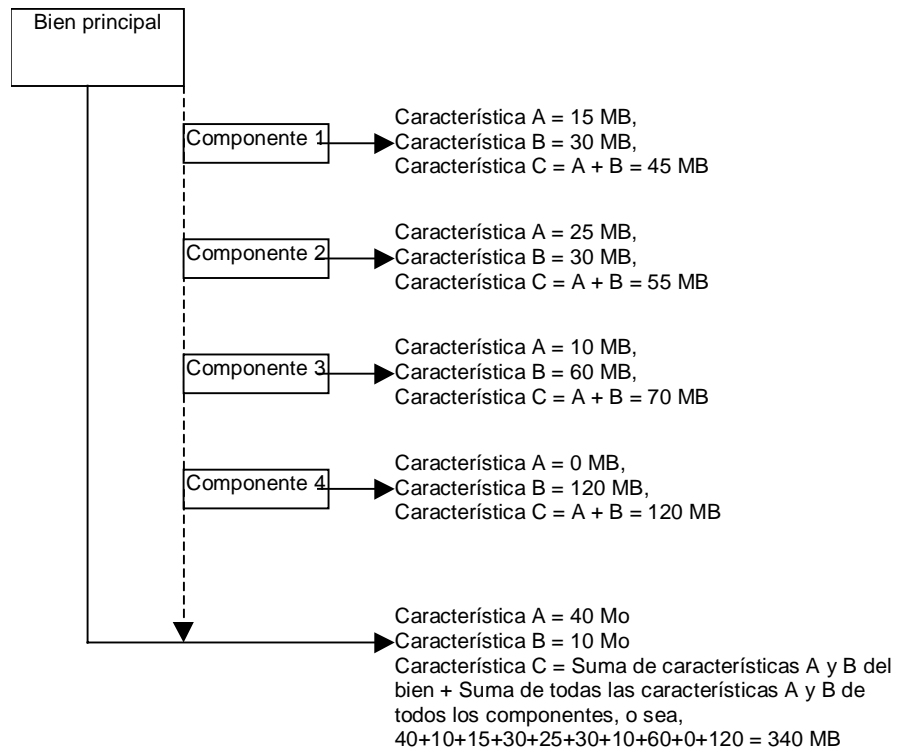 Bien principal
Componente 1
Característica A = 15 MB,
Característica B = 30 MB,
Característica C = A + B = 45 MB
Componente 2
Característica A = 25 MB,
Característica B = 30 MB,
Característica C = A + B = 55 MB
Componente 3
Característica A = 10 MB,
Característica B = 60 MB,
Característica C = A + B = 70 MB
Componente 4
Característica A = 0 MB,
Característica B = 120 MB,
Característica C = A + B = 120 MB
Característica A = 40 Mo
Característica B = 10 Mo
Característica C = Suma de características A y B del
bien + Suma de todas las características A y B de
todos los componentes, o sea,
40+10+15+30+25+30+10+60+0+120 = 340 MB